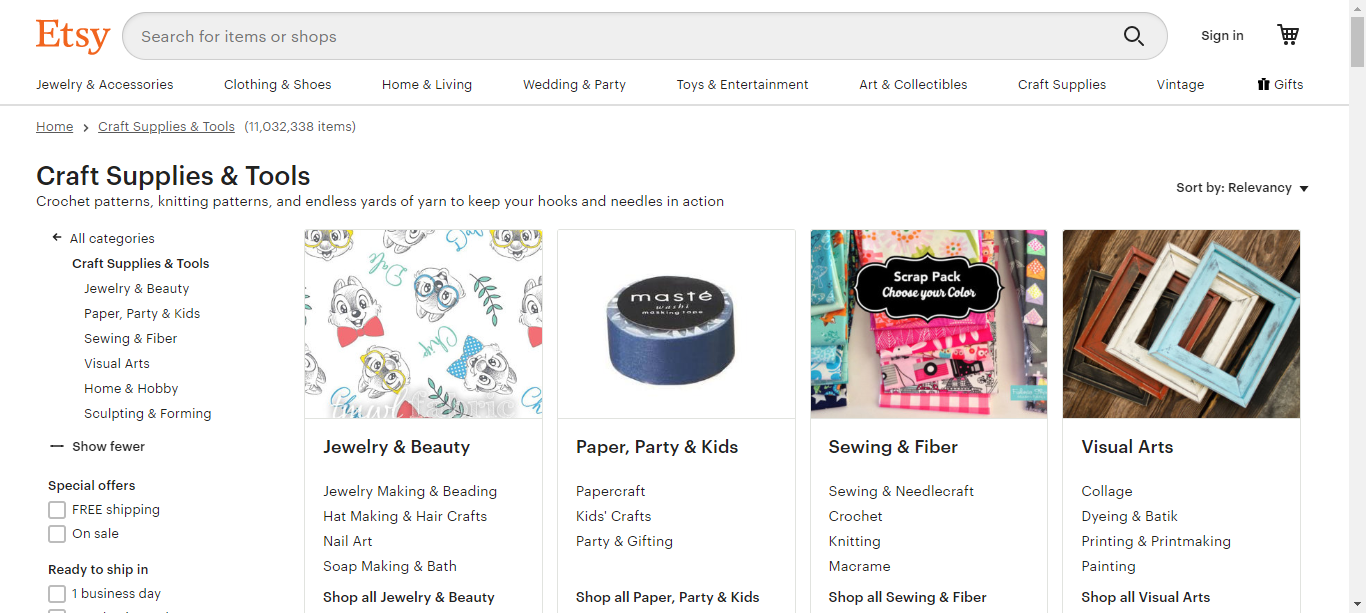 Etsy
Search for items or shops
Sign in
Jewelry & Accessories
Clothing & Shoes
Home & Living
Wedding & Party
Toys & Entertainment
Art & Collectibles
Craft Supplies
Vintage
Gifts
Home
Craft Supplies & Tools
(11,032,338 items)
Craft Supplies & Tools
Crochet patterns, knitting patterns, and endless yards of yarn to keep your hooks and needles in action
Sort by: Relevancy
All categories
Craft Supplies & Tools
Jewelry & Beauty
Paper, Party & Kids
Sewing & Fiber
Visual Arts
Home & Hobby
Sculpting & Forming
Show fewer
Special offers
FREE shipping
On sale
Ready to ship in
1 business day
Dale
Chip
Jewelry & Beauty
Jewelry Making & Beading
Hat Making & Hair Crafts
Nail Art
Soap Making & Bath
Shop all Jewelry & Beauty
masté
washi
masking tape
Paper, Party & Kids
Papercraft
Kids' Crafts
Party & Gifting
Shop all Paper, Party & Kids
Scrap Pack
Choose your Color
Sewing & Fiber
Sewing & Needlecraft
Crochet
Knitting
Macrame
Shop all Sewing & Fiber
Visual Arts
Collage
Dyeing & Batik
Printing & Printmaking
Painting
Shop all Visual Arts